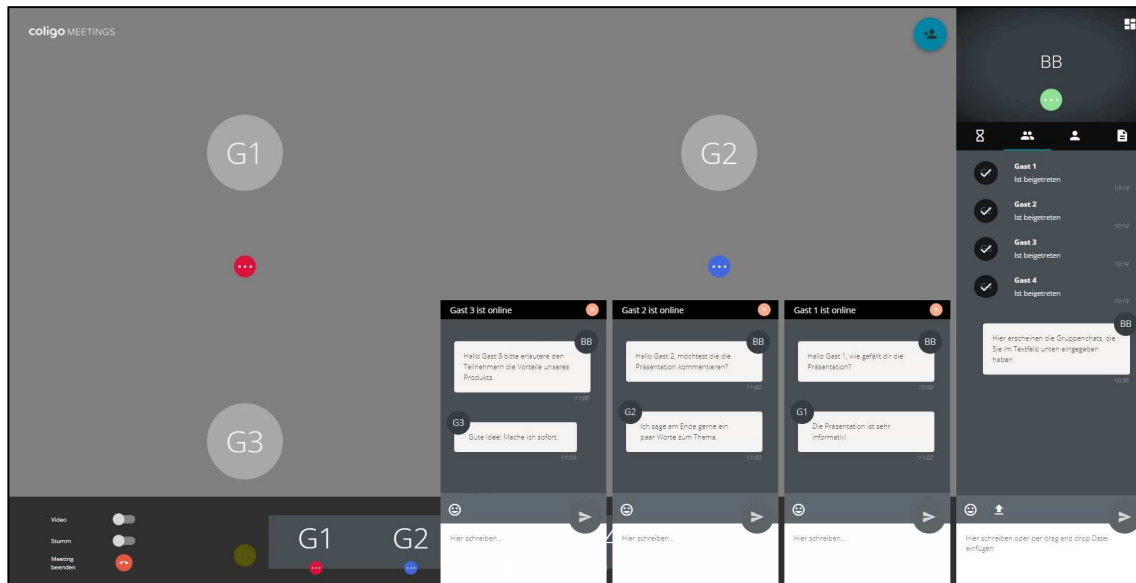 coligo MEETINGS
G1
G2
G3
BB
Gast 1
Ist beigetreten
10:19
Gast 2
Ist beigetreten
10:19
Gast 3
Ist beigetreten
10:19
Gast 4
Ist beigetreten
10:19
BB
Hier erscheinen die Gruppenchats, die
Sie im Textfeld unten eingegeben
haben.
10:36
Hier schreiben oder per drag and drop Datei
einfügen
Gast 3 ist online
BB
Hallo Gast 3 bitte erläutere den
Teilnehmern die Vorteile unseres
Produkts.
11:00
G3
Gute Idee! Mache ich sofort.
11:03
Hier schreiben...
Gast 2 ist online
BB
Hallo Gast 2, möchtest die die
Präsentation kommentieren?
11:00
G2
Ich sage am Ende gerne ein
paar Worte zum Thema.
11:03
Hier schreiben...
Gast 1 ist online
BB
Hallo Gast 1, wie gefällt dir die
Präsentation?
10:59
G1
Die Präsentation ist sehr
informativ!
11:02
Hier schreiben...
Video
Stumm
Meeting
beenden
G1
G2